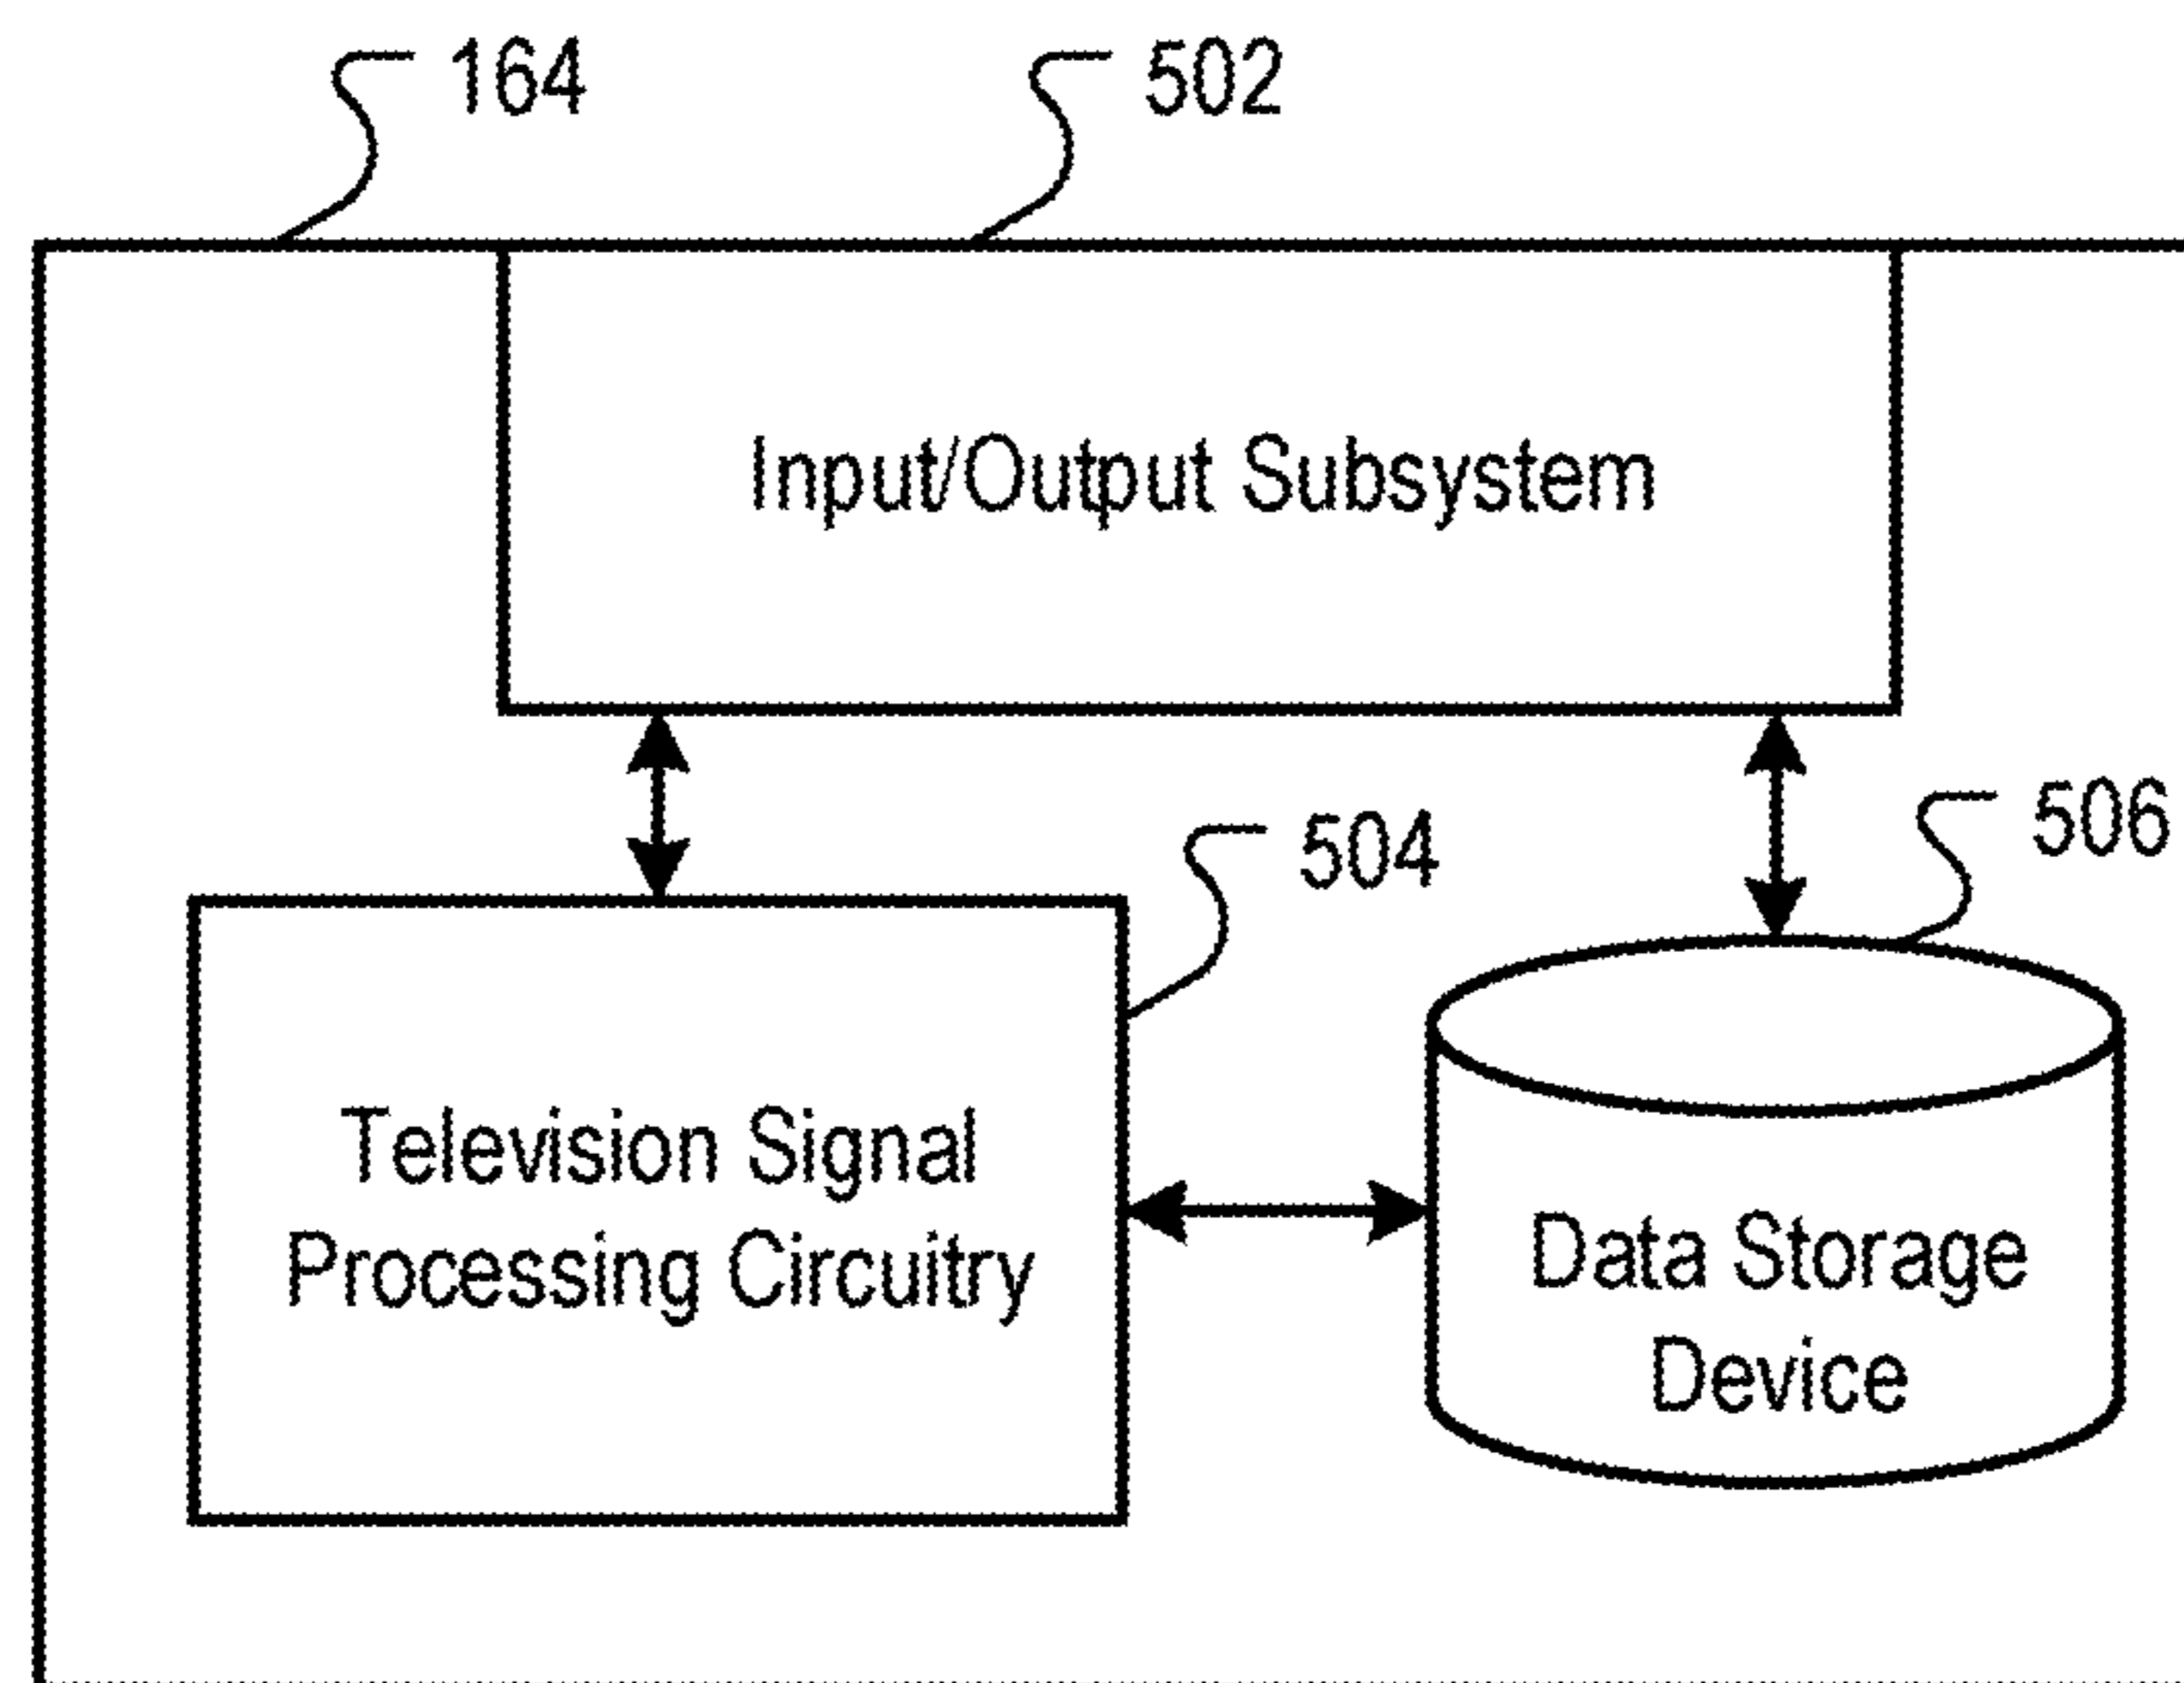 164
502
Input/Output Subsystem
504
506
Television Signal
Processing Circuitry
Data Storage
Device